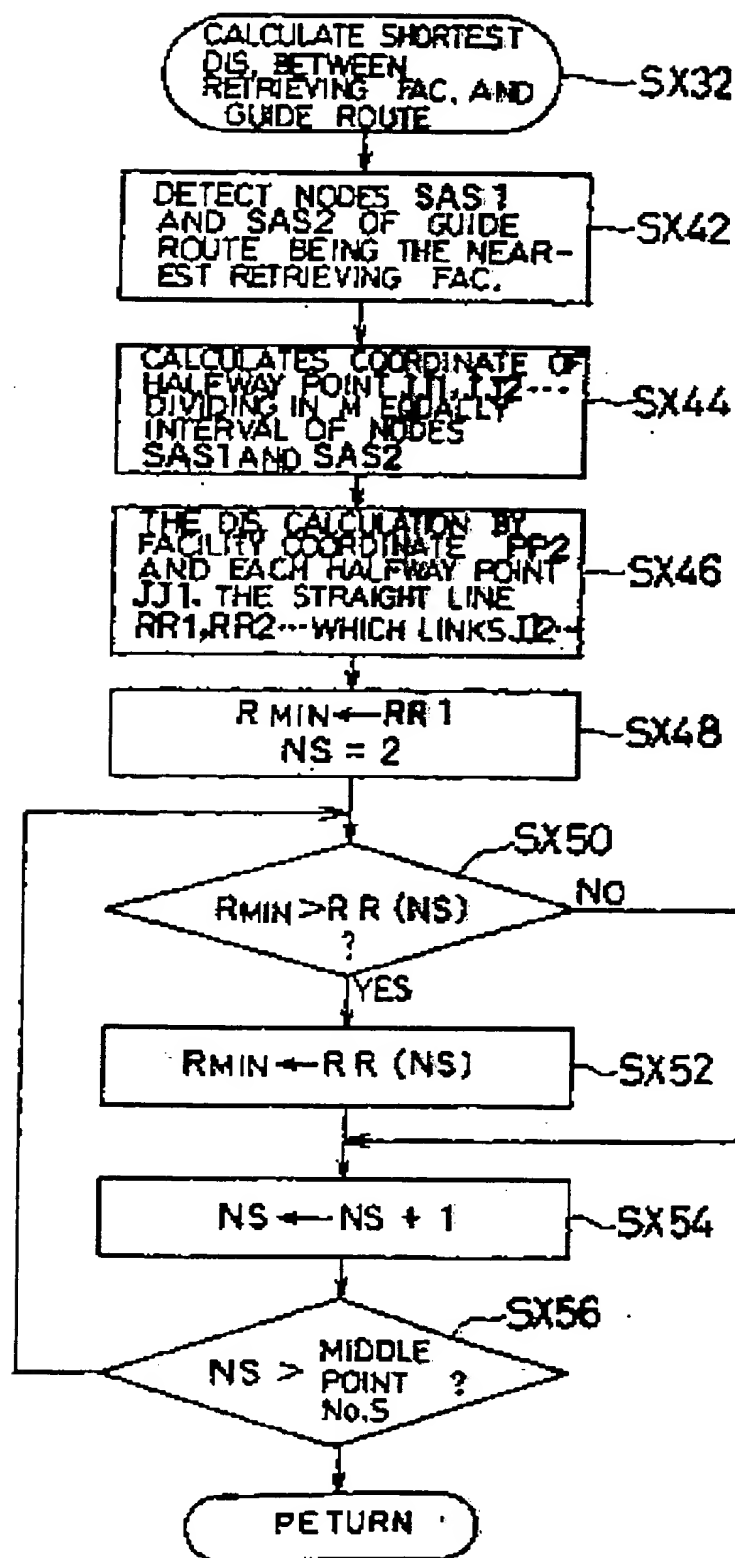 CALCULATE SHORTEST
DIS, BETWEEN
RETRIEVING FAC. AND
GUIDE ROUTE
SX32
DETECT NODES SAS1
AND SAS2 OF GUIDE
ROUTE BEING THE NEAR-
EST RETRIEVING FAC.
SX42
CALCULATES COORDINATE OF
HALFWAY POINT JJ1, JJ2···
DIVIDING IN M EQUALLY
INTERVAL OF NODES
SAS1 AND SAS2
SX44
THE DIS. CALCULATION BY
FACILITY COORDINATE PP2
AND EACH HALFWAY POINT
JJ1. THE STRAIGHT LINE
RR1,RR2···WHICH LINKS JJ2···
SX46
RMIN←RR1
NS = 2
SX48
SX50
RMIN>RR(NS)
?
NO
YES
RMIN←RR(NS)
SX52
NS←NS + 1
SX54
SX56
NS > MIDDLE
POINT
No.S ?
PETURN